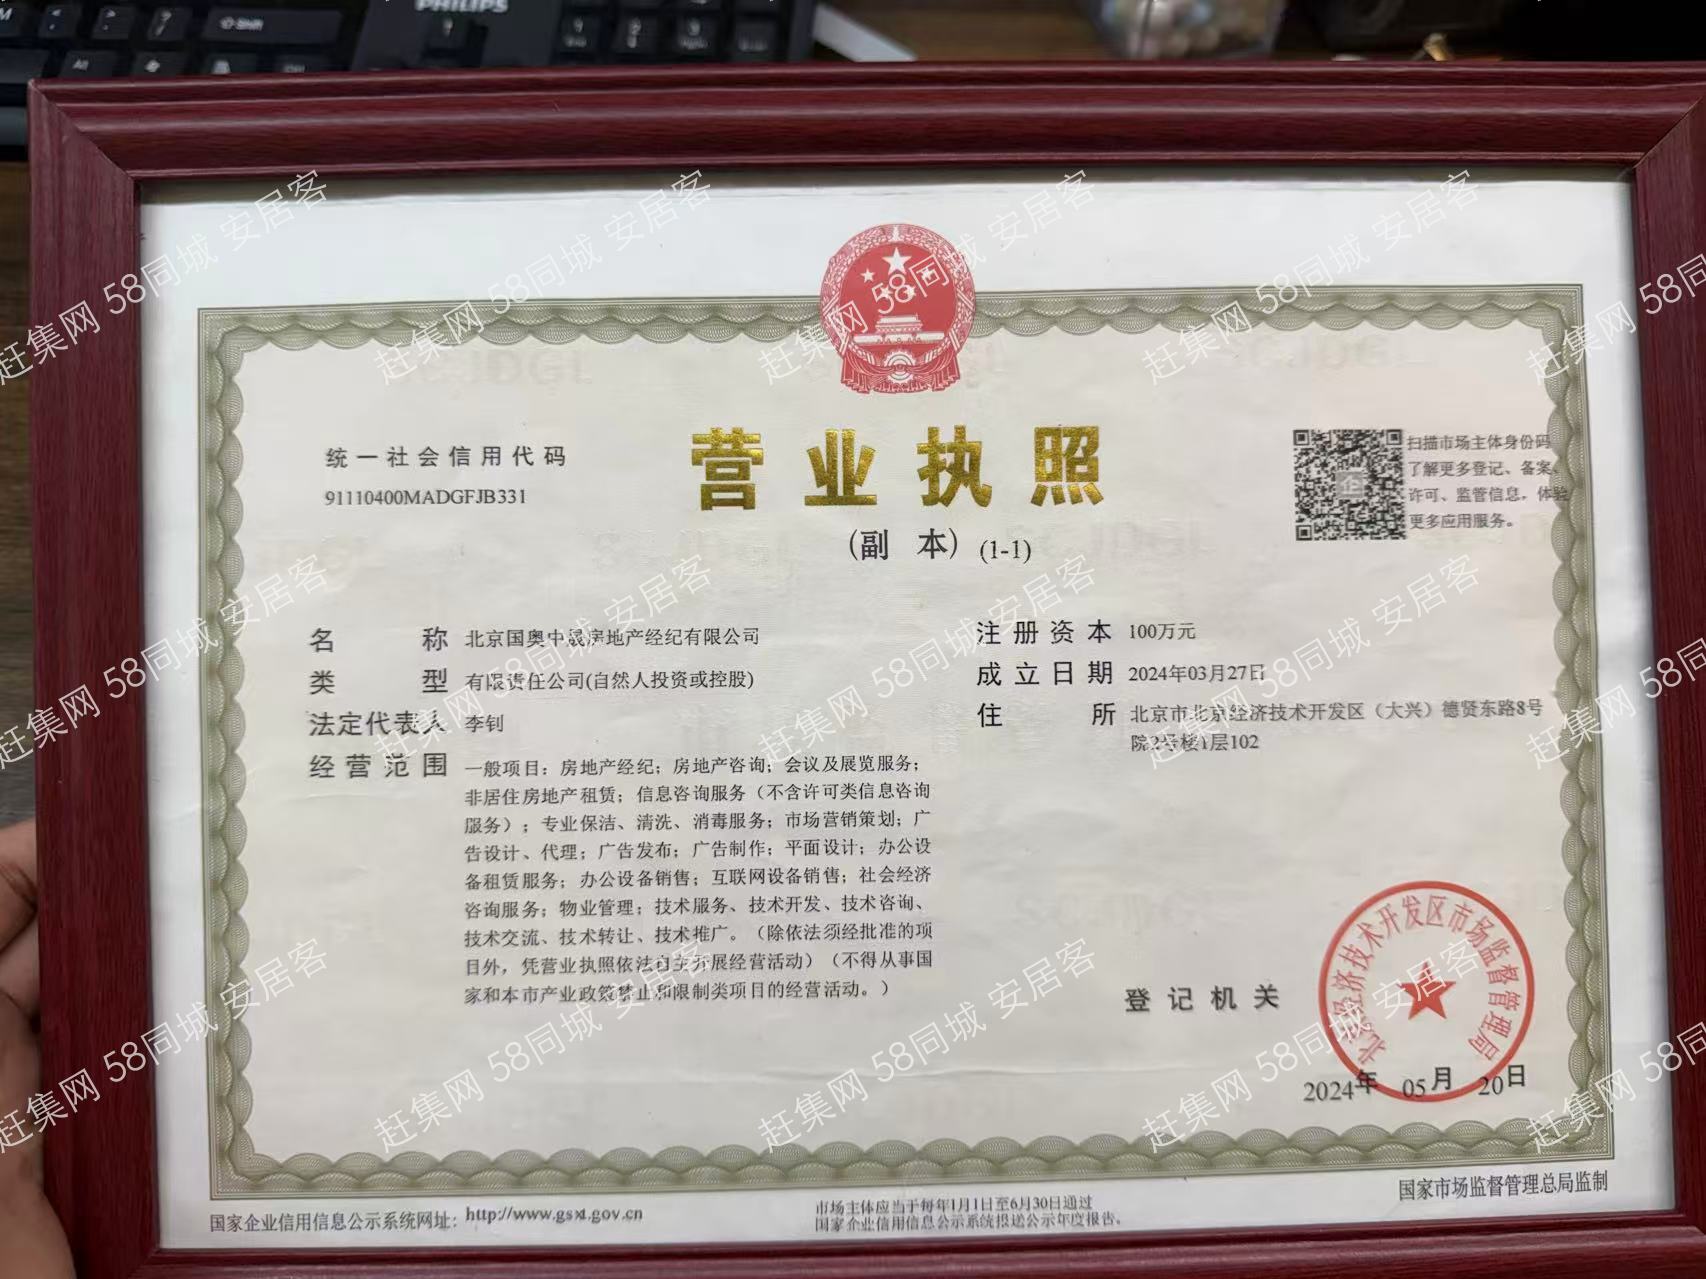 PHILIPS
Shift
Alt
统一社会信用代码
91110400MADGFJB331
营业执照
(副 本) (1-1)
扫描市场主体身份码
了解更多登记、备案、
许可、监管信息，体验
更多应用服务。
名 称 北京国奥中晟房地产经纪有限公司
类 型 有限责任公司(自然人投资或控股)
法定代表人 李钊
经营范围 一般项目：房地产经纪；房地产咨询；会议及展览服务；
非居住房地产租赁；信息咨询服务（不含许可类信息咨询
服务）；专业保洁、清洗、消毒服务；市场营销策划；广
告设计、代理；广告发布；广告制作；平面设计；办公设
备租赁服务；办公设备销售；互联网设备销售；社会经济
咨询服务；物业管理；技术服务、技术开发、技术咨询、
技术交流、技术转让、技术推广。（除依法须经批准的项
目外，凭营业执照依法自主开展经营活动）（不得从事国
家和本市产业政策禁止和限制类项目的经营活动。）
注册资本 100万元
成立日期 2024年03月27日
住 所 北京市北京经济技术开发区（大兴）德贤东路8号
院2号楼1层102
登记机关
北京经济技术开发区市场监督管理局
2024年 05月 20日
国家企业信用信息公示系统网址：http://www.gsxt.gov.cn
市场主体应当于每年1月1日至6月30日通过
国家企业信用信息公示系统报送公示年度报告。
国家市场监督管理总局监制
赶集网 58同城 安居客